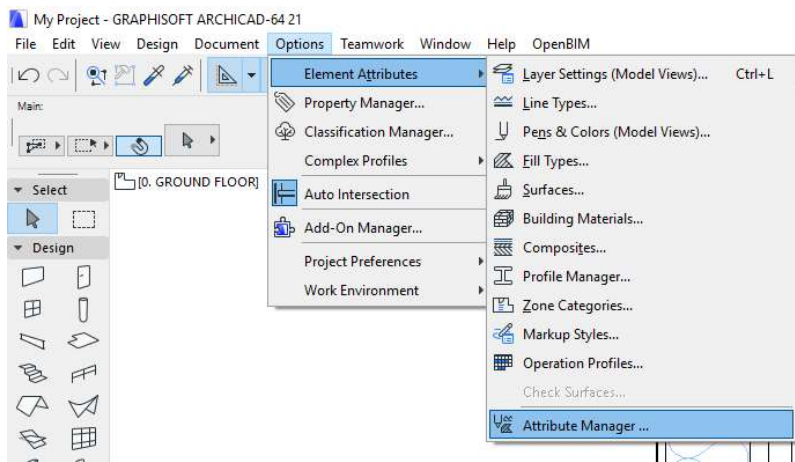 My Project - GRAPHISOFT ARCHICAD-64 21
File Edit View Design Document Options Teamwork Window Help OpenBIM
Main:
Select
Design
[0. GROUND FLOOR]
Element Attributes
Property Manager...
Classification Manager...
Complex Profiles
Auto Intersection
Add-On Manager...
Project Preferences
Work Environment
Layer Settings (Model Views)... Ctrl+L
Line Types...
Pens & Colors (Model Views)...
Fill Types...
Surfaces...
Building Materials...
Composites...
Profile Manager...
Zone Categories...
Markup Styles...
Operation Profiles...
Check Surfaces...
Attribute Manager ...